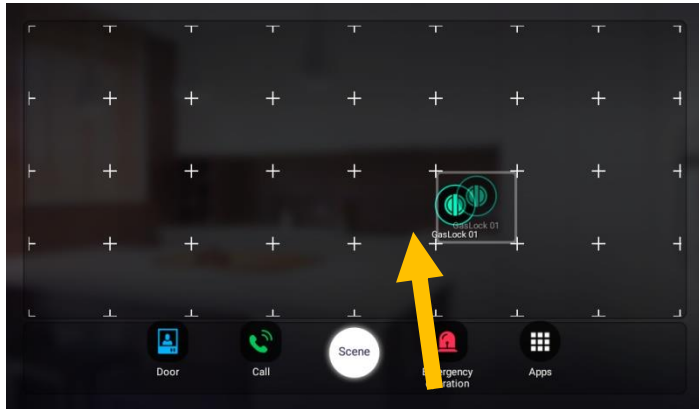 GasLock 01
GasLock 01
Door
Call
Scene
Emergency
Operation
Apps